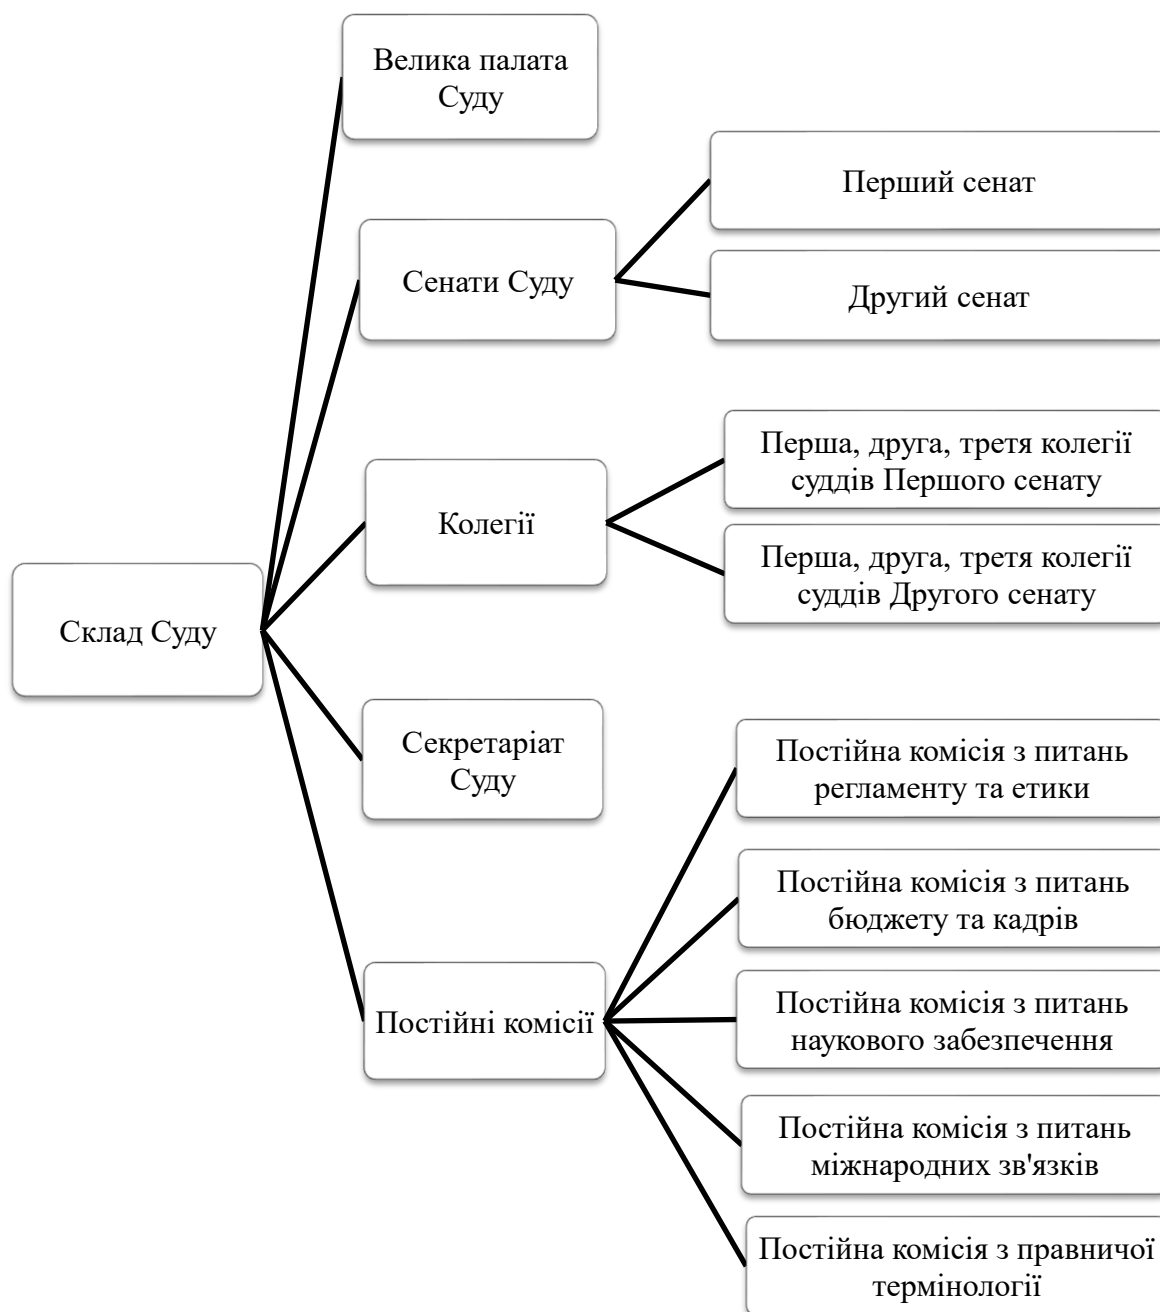 Велика палата
Суду
Перший сенат
Сенати Суду
Другий сенат
Перша, друга, третя колегії
суддів Першого сенату
Колегії
Перша, друга, третя колегії
суддів Другого сенату
Склад Суду
Секретаріат
Суду
Постійна комісія з питань
регламенту та етики
Постійна комісія з питань
бюджету та кадрів
Постійні комісії
Постійна комісія з питань
наукового забезпечення
Постійна комісія з питань
міжнародних зв'язків
Постійна комісія з правничої
термінології